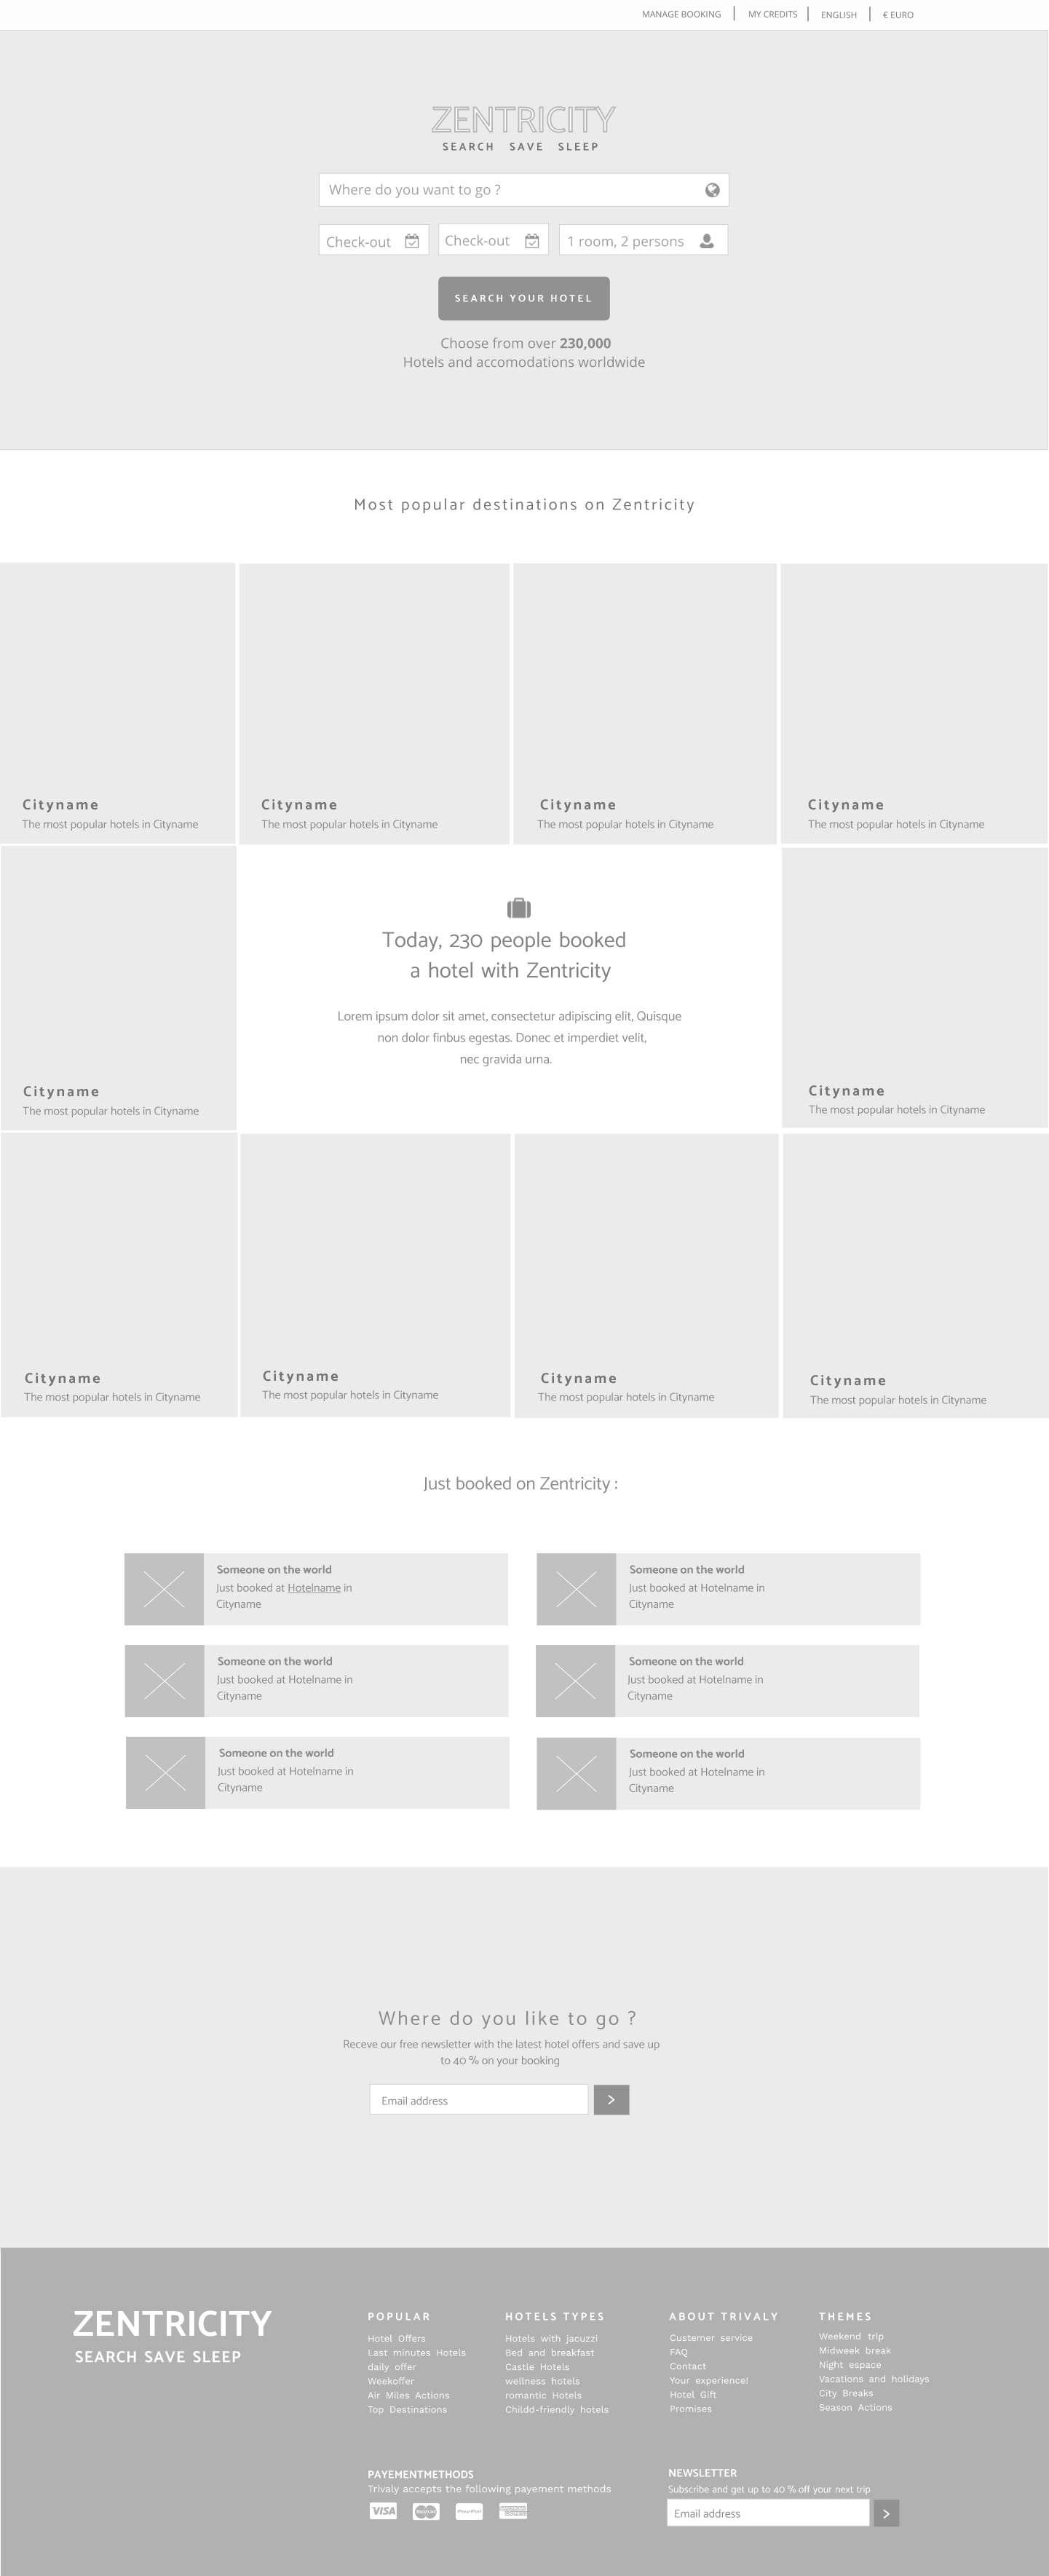 MANAGE BOOKING
MY CREDITS
ENGLISH
€ EURO
ZENTRICITY
SEARCH SAVE SLEEP
Where do you want to go ?
Check-out
Check-out
1 room, 2 persons
SEARCH YOUR HOTEL
Choose from over 230,000
Hotels and accomodations worldwide
Most popular destinations on Zentricity
Cityname
The most popular hotels in Cityname
Cityname
The most popular hotels in Cityname
Cityname
The most popular hotels in Cityname
Cityname
The most popular hotels in Cityname
Cityname
The most popular hotels in Cityname
Today, 230 people booked
a hotel with Zentricity
Lorem ipsum dolor sit amet, consectetur adipiscing elit, Quisque
non dolor finbus egestas. Donec et imperdiet velit,
nec gravida urna.
Cityname
The most popular hotels in Cityname
Cityname
The most popular hotels in Cityname
Cityname
The most popular hotels in Cityname
Cityname
The most popular hotels in Cityname
Cityname
The most popular hotels in Cityname
Just booked on Zentricity :
Someone on the world
Just booked at Hotelname in
Cityname
Someone on the world
Just booked at Hotelname in
Cityname
Someone on the world
Just booked at Hotelname in
Cityname
Someone on the world
Just booked at Hotelname in
Cityname
Someone on the world
Just booked at Hotelname in
Cityname
Someone on the world
Just booked at Hotelname in
Cityname
Where do you like to go ?
Receve our free newsletter with the latest hotel offers and save up
to 40 % on your booking
Email address
>
ZENTRICITY
SEARCH SAVE SLEEP
POPULAR
Hotel Offers
Last minutes Hotels
daily offer
Weekoffer
Air Miles Actions
Top Destinations
HOTELS TYPES
Hotels with jacuzzi
Bed and breakfast
Castle Hotels
wellness hotels
romantic Hotels
Childd-friendly hotels
ABOUT TRIVALY
Customer service
FAQ
Contact
Your experience!
Hotel Gift
Promises
THEMES
Weekend trip
Midweek break
Night espace
Vacations and holidays
City Breaks
Season Actions
PAYEMENTMETHODS
Trivaly accepts the following payement methods
VISA
PayPal
NEWSLETTER
Subscribe and get up to 40 % off your next trip
Email address
>